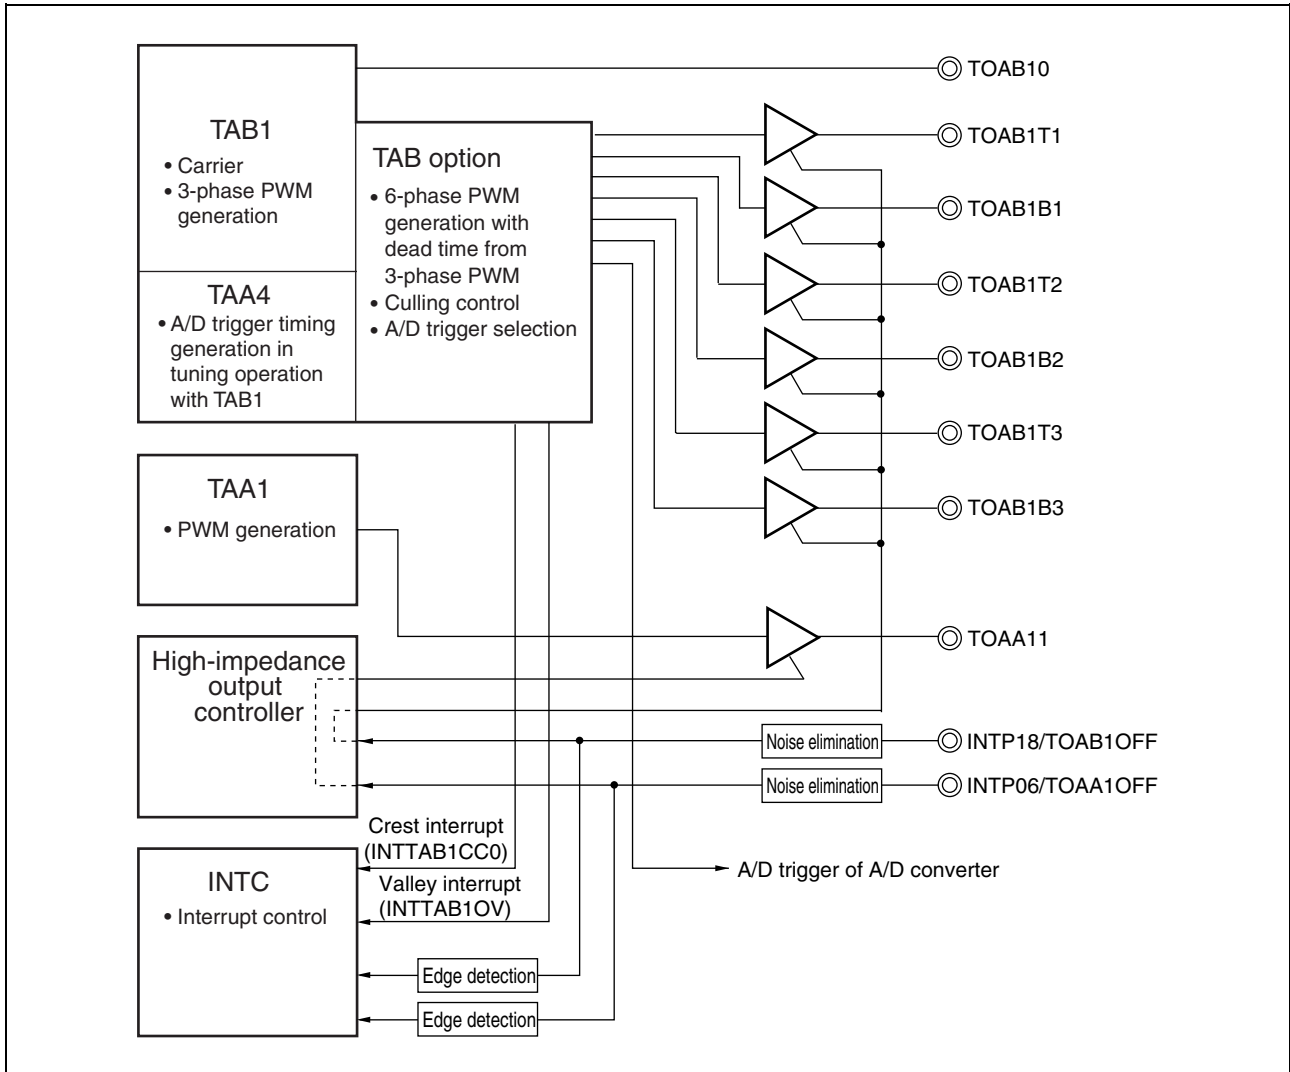 TAB1
• Carrier
• 3-phase PWM
generation
TAA4
• A/D trigger timing
generation in
tuning operation
with TAB1
TAB option
• 6-phase PWM
generation with
dead time from
3-phase PWM
• Culling control
• A/D trigger selection
TOAB10
TOAB1T1
TOAB1B1
TOAB1T2
TOAB1B2
TOAB1T3
TOAB1B3
TAA1
• PWM generation
TOAA11
High-impedance
output
controller
Noise elimination
INTP18/TOAB1OFF
Noise elimination
INTP06/TOAA1OFF
Crest interrupt
(INTTAB1CC0)
Valley interrupt
(INTTAB1OV)
A/D trigger of A/D converter
INTC
• Interrupt control
Edge detection
Edge detection